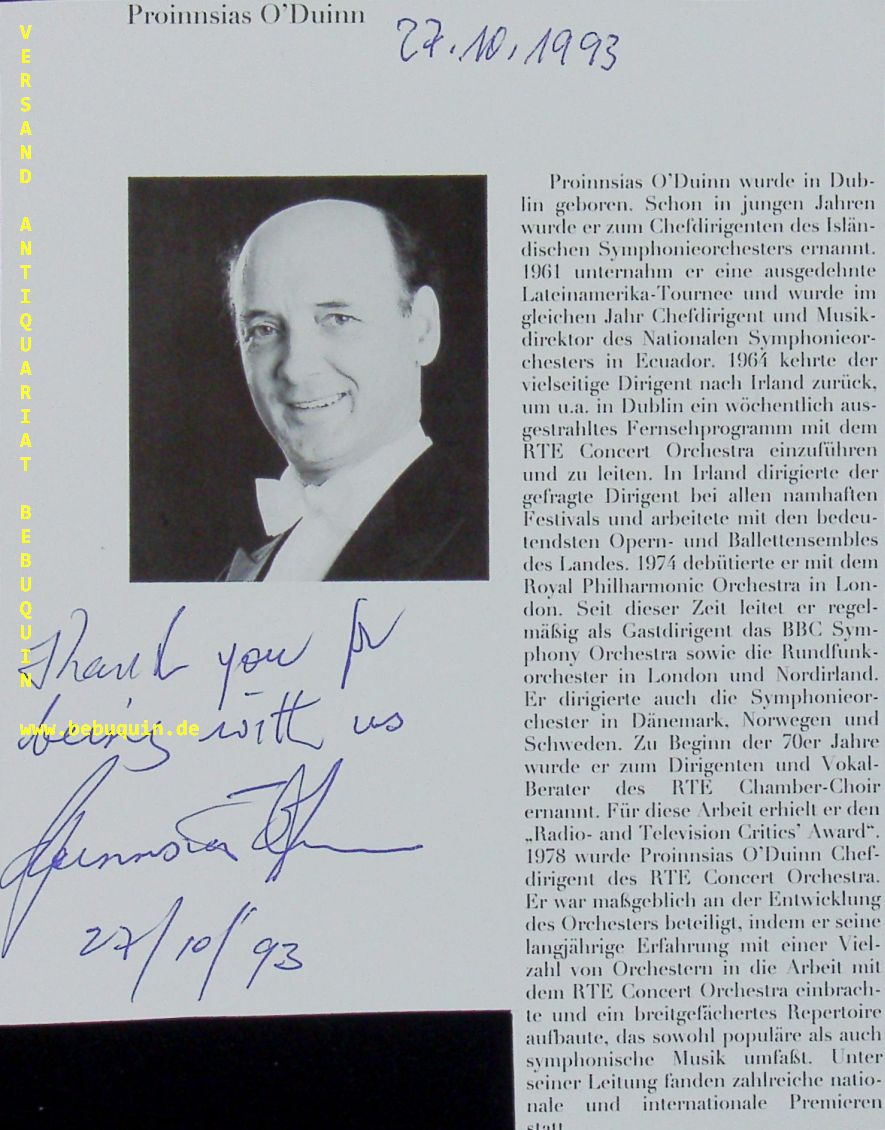 Proinnsias O'Duinn
27.10.1993
VERSAND ANTIQUARIAT BEBUQUIN
www.bebuquin.de
Thank you for
being with us
27/10/93
Proinnsias O'Duinn wurde in Dub-
lin geboren. Schon in jungen Jahren
wurde er zum Chefdirigenten des Islän-
dischen Symphonieorchesters ernannt.
1961 unternahm er eine ausgedehnte
Lateinamerika-Tournee und wurde im
gleichen Jahr Chefdirigent und Musik-
direktor des Nationalen Symphonieor-
chesters in Ecuador. 1964 kehrte der
vielseitige Dirigent nach Irland zurück,
um u.a. in Dublin ein wöchentlich aus-
gestrahltes Fernsehprogramm mit dem
RTE Concert Orchestra einzuführen
und zu leiten. In Irland dirigierte der
gefragte Dirigent bei allen namhaften
Festivals und arbeitete mit den bedeu-
tendsten Opern- und Ballettensembles
des Landes. 1974 debütierte er mit dem
Royal Philharmonic Orchestra in Lon-
don. Seit dieser Zeit leitet er regel-
mäßig als Gastdirigent das BBC Sym-
phony Orchestra sowie die Rundfunk-
orchester in London und Nordirland.
Er dirigierte auch die Symphonieor-
chester in Dänemark, Norwegen und
Schweden. Zu Beginn der 70er Jahre
wurde er zum Dirigenten und Vokal-
Berater des RTE Chamber-Choir
ernannt. Für diese Arbeit erhielt er den
„Radio- and Television Critics' Award“.
1978 wurde Proinnsias O'Duinn Chef-
dirigent des RTE Concert Orchestra.
Er war maßgeblich an der Entwicklung
des Orchesters beteiligt, indem er seine
langjährige Erfahrung mit einer Viel-
zahl von Orchestern in die Arbeit mit
dem RTE Concert Orchestra einbrach-
te und ein breitgefächertes Repertoire
aufbaute, das sowohl populäre als auch
symphonische Musik umfaßt. Unter
seiner Leitung fanden zahlreiche natio-
nale und internationale Premieren
statt.